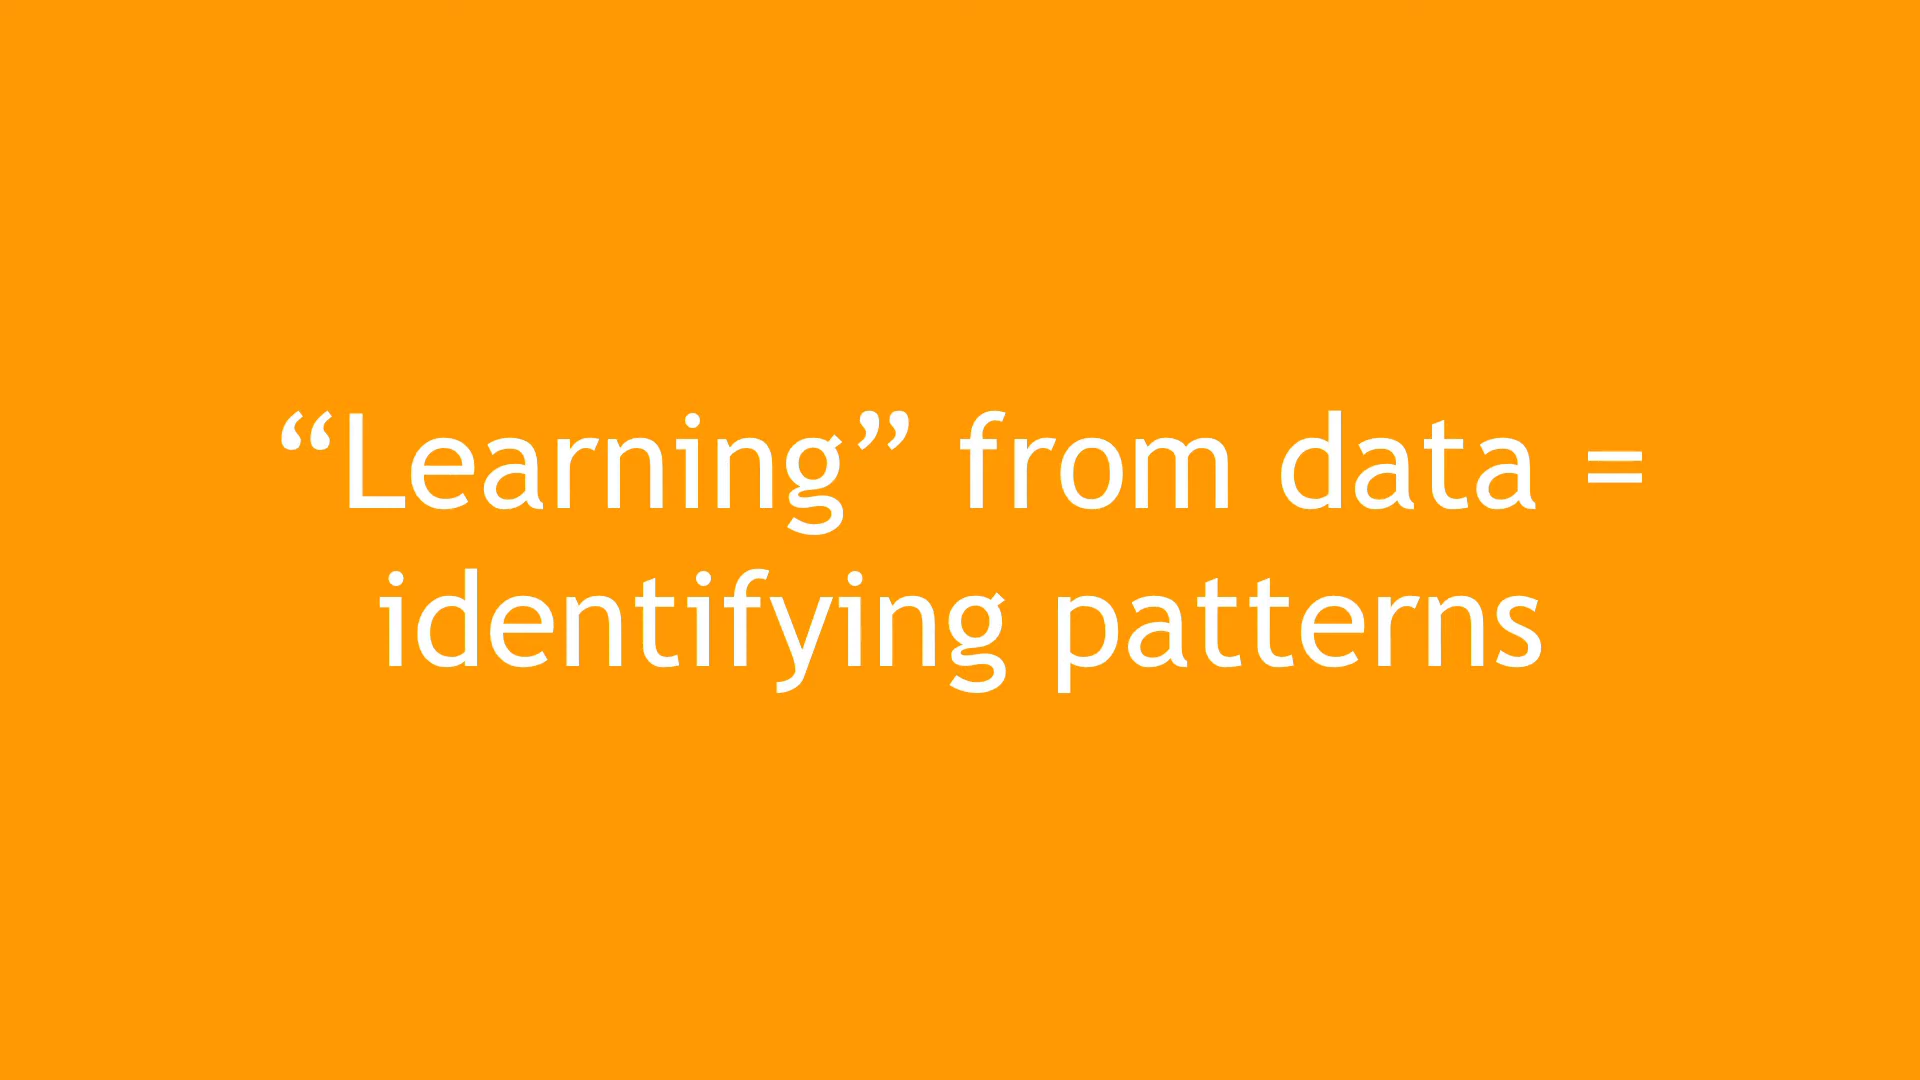 “Learning” from data =
identifying patterns